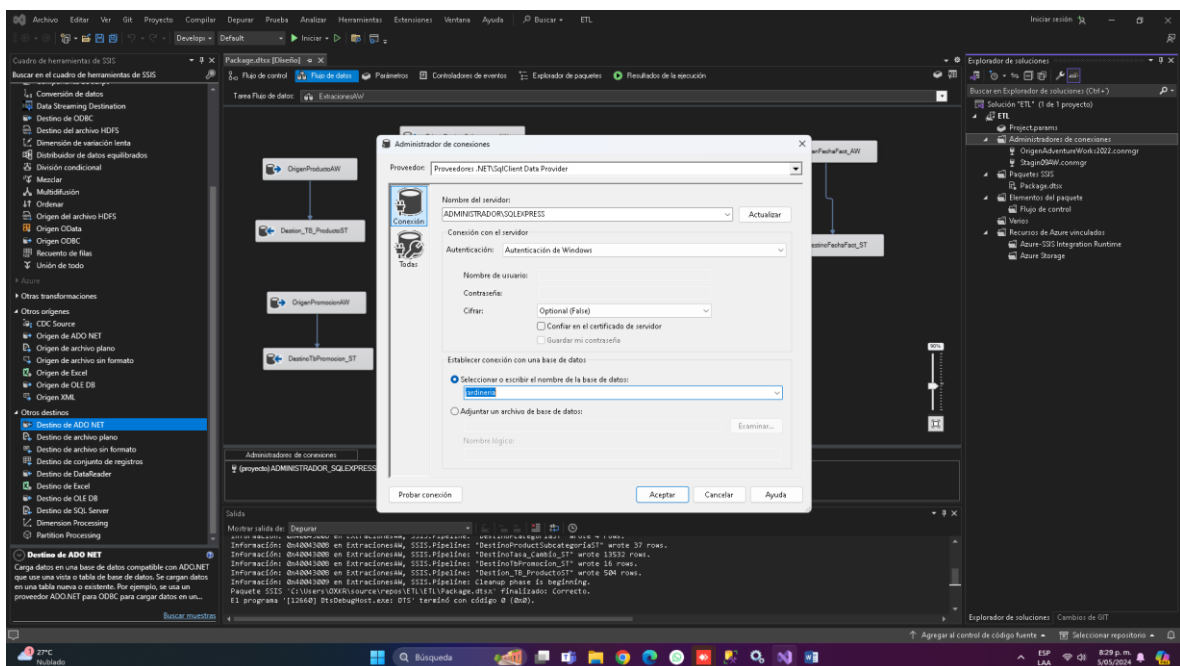 Archivo Editar Ver Git Proyecto Compilar Depurar Prueba Analizar Herramientas Extensiones Ventana Ayuda Buscar ETL Iniciar sesión
Develop Default Iniciar
Cuadro de herramientas de SSIS
Buscar en el cuadro de herramientas de SSIS
Conversión de datos
Data Streaming Destination
Destino de ODBC
Destino del archivo HDFS
Dimensión de variación lenta
Distribuidor de datos equilibrados
División condicional
Mezclar
Multidifusión
Ordenar
Origen del archivo HDFS
Origen OData
Origen ODBC
Recuento de filas
Unión de todo
Azure
Otras transformaciones
Otros orígenes
CDC Source
Origen de ADO NET
Origen de archivo plano
Origen de archivo sin formato
Origen de Excel
Origen de OLE DB
Origen XML
Otros destinos
Destino de ADO NET
Destino de archivo plano
Destino de archivo sin formato
Destino de conjunto de registros
Destino de DataReader
Destino de Excel
Destino de OLE DB
Destino de SQL Server
Dimension Processing
Partition Processing
Destino de ADO NET
Carga datos en una base de datos compatible con ADO.NET
que use una vista o tabla de base de datos. Se cargan datos
en una tabla nueva o existente. Por ejemplo, se usa un
proveedor ADO.NET para ODBC para cargar datos en un...
Buscar muestras
Package.dtsx [Diseño]
Flujo de control Flujo de datos Parámetros Controladores de eventos Explorador de paquetes Resultados de la ejecución
Tarea Flujo de datos: ExtracionesAW
OrigenProductoAW
Destion_TB_ProductoST
OrigenPromocionAW
DestinoTbPromocion_ST
enFechaFact_AW
estinoFechaFact_ST
90%
Administrador de conexiones
Proveedor: Proveedores .NET\SqlClient Data Provider
Conexión
Todas
Nombre del servidor:
ADMINISTRADOR\SQLEXPRESS Actualizar
Conexión con el servidor
Autenticación: Autenticación de Windows
Nombre de usuario:
Contraseña:
Cifrar: Optional (False)
Confiar en el certificado de servidor
Guardar mi contraseña
Establecer conexión con una base de datos
Seleccionar o escribir el nombre de la base de datos:
jardineria
Adjuntar un archivo de base de datos:
Examinar...
Nombre lógico:
Probar conexión Aceptar Cancelar Ayuda
Administradores de conexiones
(proyecto) ADMINISTRADOR_SQLEXPRESS
Salida
Mostrar salida de: Depurar
Información: 0x4004300B en ExtracionesAW, SSIS.Pipeline: "DestinoProductSubcategoriaST" wrote 37 rows.
Información: 0x4004300B en ExtracionesAW, SSIS.Pipeline: "DestinoTasa_Cambio_ST" wrote 13532 rows.
Información: 0x4004300B en ExtracionesAW, SSIS.Pipeline: "DestinoTbPromocion_ST" wrote 16 rows.
Información: 0x4004300B en ExtracionesAW, SSIS.Pipeline: "Destion_TB_ProductoST" wrote 504 rows.
Información: 0x40043009 en ExtracionesAW, SSIS.Pipeline: Cleanup phase is beginning.
Paquete SSIS 'C:\Users\OXXR\source\repos\ETL\ETL\Package.dtsx' finalizado: Correcto.
El programa '[12660] DtsDebugHost.exe: DTS' terminó con código 0 (0x0).
Explorador de soluciones
Buscar en Explorador de soluciones (Ctrl+')
Solución "ETL" (1 de 1 proyecto)
ETL
Project.params
Administradores de conexiones
OrigenAdventureWorks2022.conmgr
Stagin09AW.conmgr
Paquetes SSIS
Package.dtsx
Elementos del paquete
Flujo de control
Varios
Recursos de Azure vinculados
Azure-SSIS Integration Runtime
Azure Storage
Explorador de soluciones Cambios de GIT
Agregar al control de código fuente Seleccionar repositorio
27°C
Nublado
Búsqueda
ESP
LAA
8:29 p. m.
5/05/2024